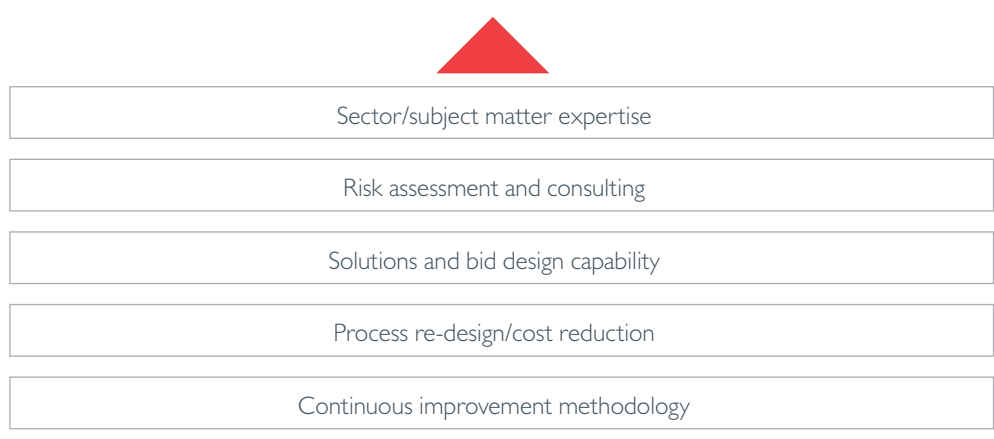 Sector/subject matter expertise
Risk assessment and consulting
Solutions and bid design capability
Process re-design/cost reduction
Continuous improvement methodology